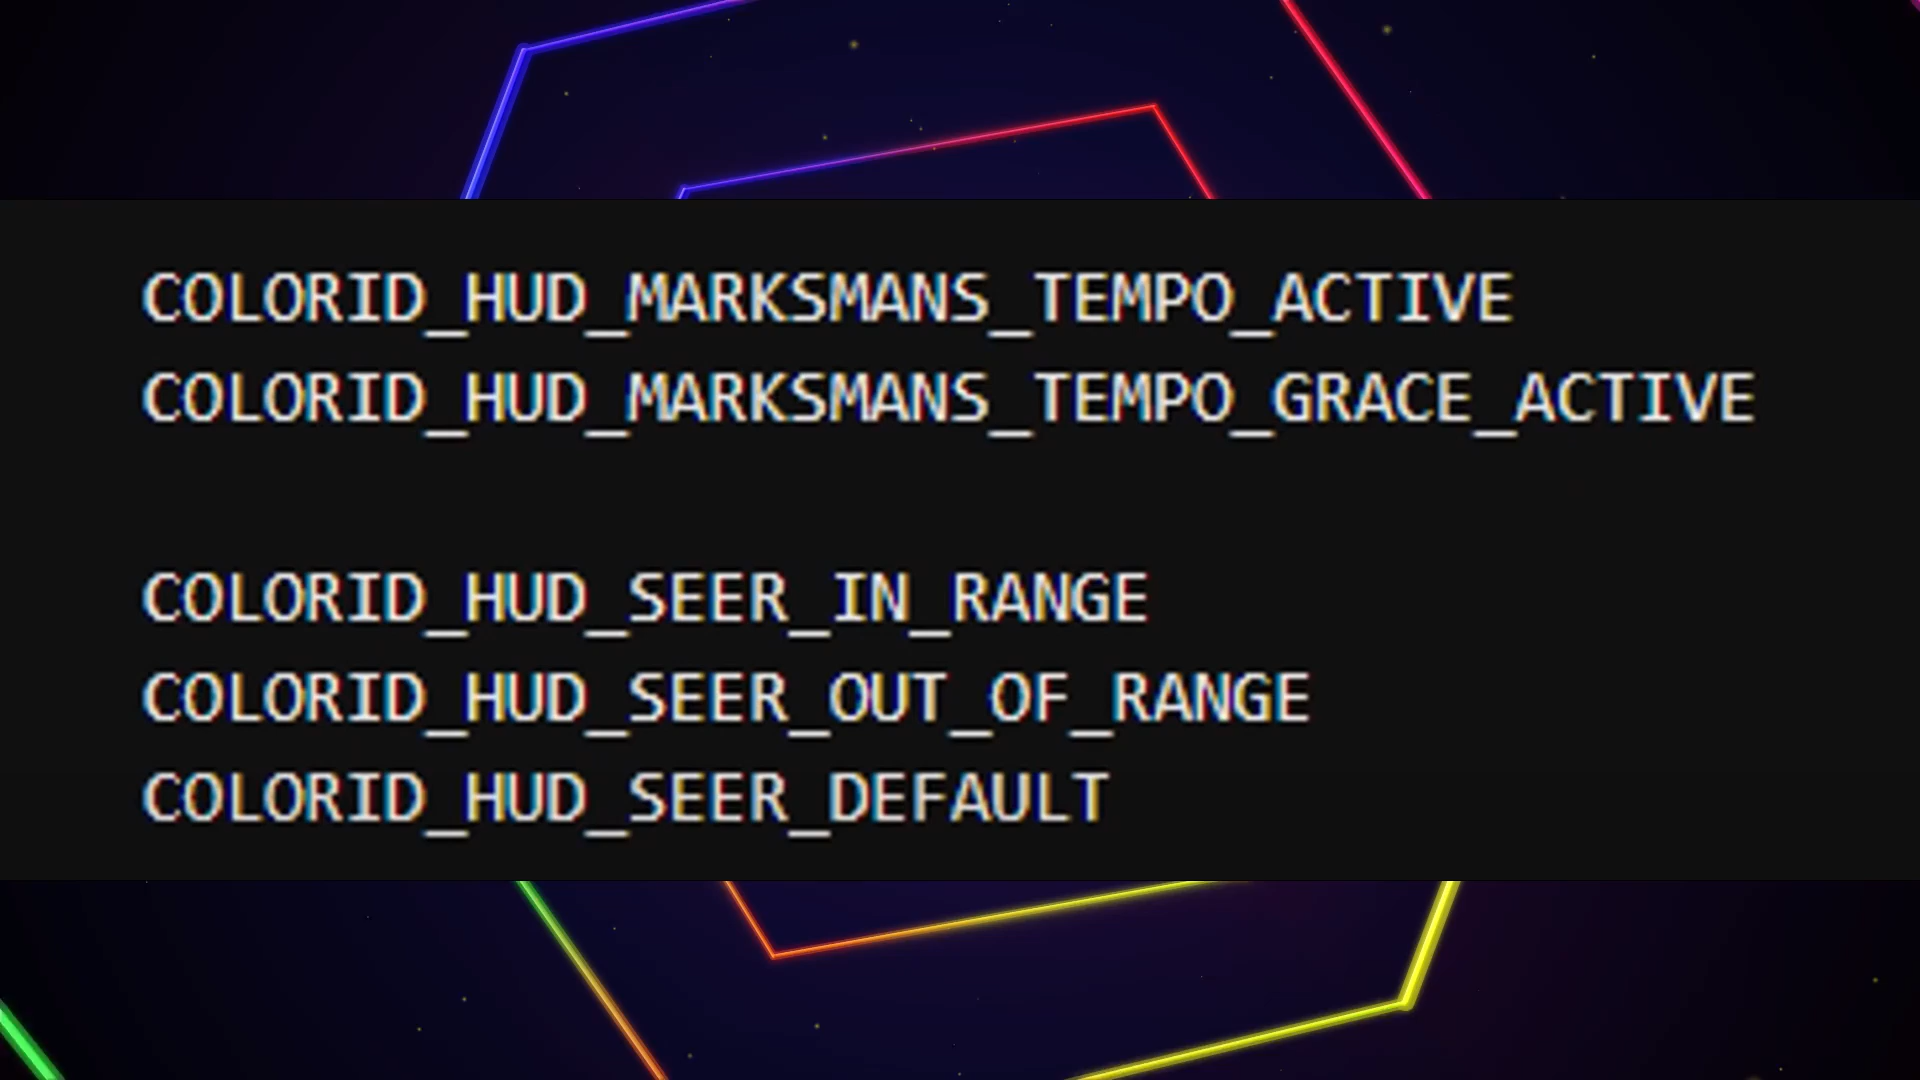 COLORID_HUD_MARKSMANS_TEMPO_ACTIVE
COLORID_HUD_MARKSMANS_TEMPO_GRACE_ACTIVE
COLORID_HUD_SEER_IN_RANGE
COLORID_HUD_SEER_OUT_OF_RANGE
COLORID_HUD_SEER_DEFAULT